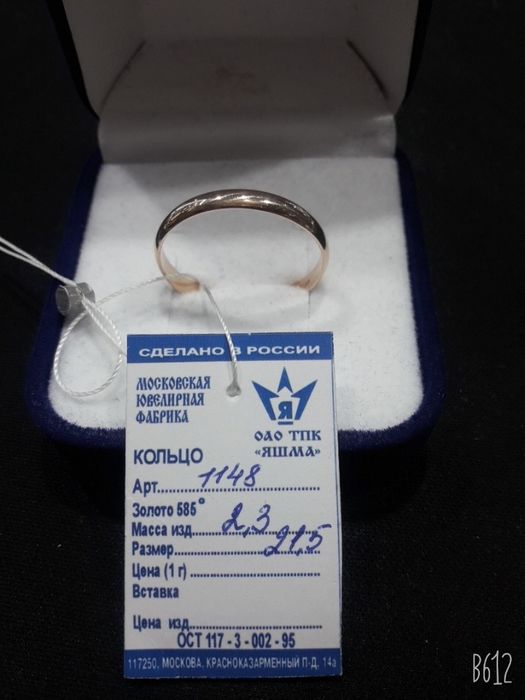 СДЕЛАНО В РОССИИ
МОСКОВСКАЯ
ЮВЕЛИРНАЯ
ФАБРИКА
Я
ОАО ТПК
«ЯШМА»
КОЛЬЦО
Арт. 1148
Золото 585°
Масса изд. 2,3
Размер 21,5
Цена (1 г)
Вставка
Цена изд.
ОСТ 117 - 3 - 002 - 95
117250, МОСКОВА, КРАСНОКАЗАРМЕННЫЙ П-Д, 14а
B612